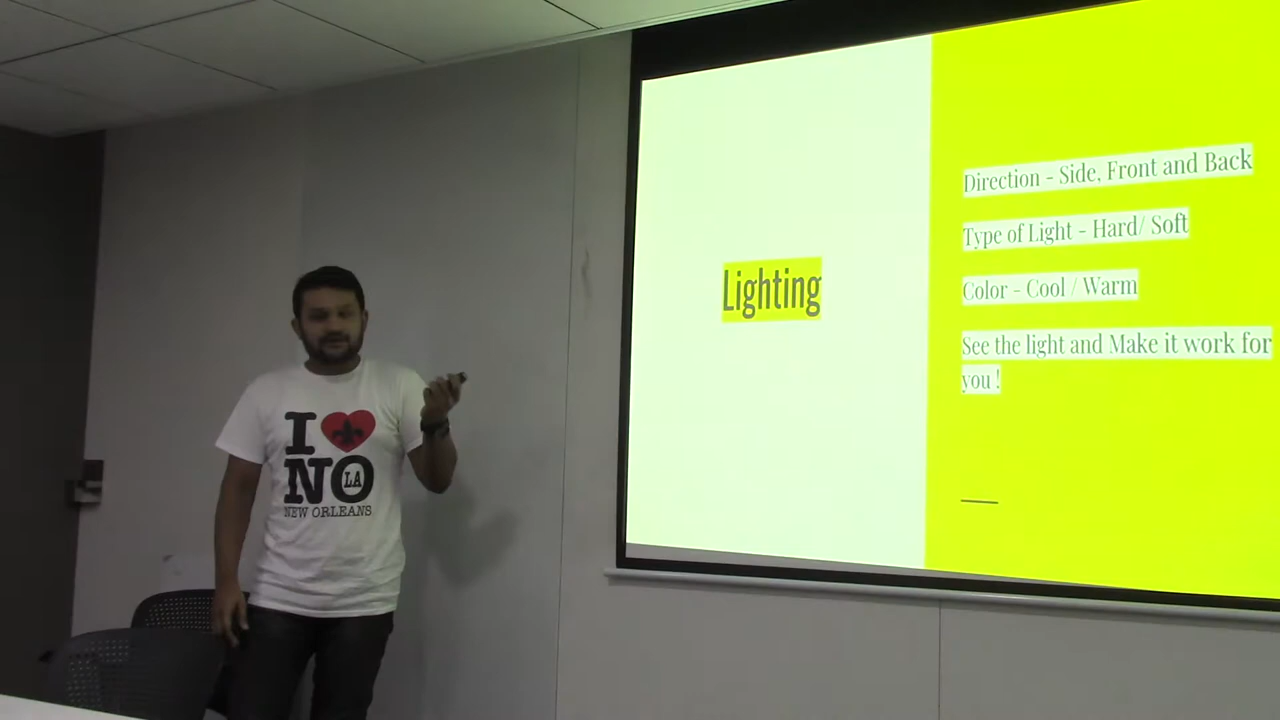 Lighting
Direction - Side, Front and Back
Type of Light - Hard/ Soft
Color - Cool / Warm
See the light and Make it work for
you !
I
NO
LA
NEW ORLEANS